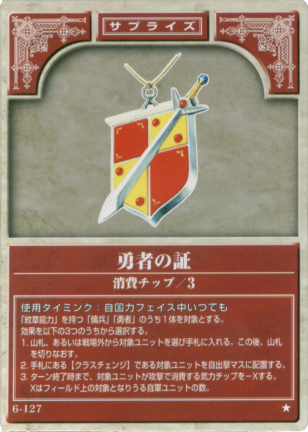 サプライズ
勇者の証
消費チップ／3
使用タイミング：自国力フェイス中いつでも
「紋章能力」を持つ「傭兵」「勇者」のうち1体を対象とする。
効果を以下の3つのうちから選択する。
1. 山札、あるいは戦場外から対象ユニットを選び手札に入れる。この後、山札
を切りなおす。
2. 手札にある【クラスチェンジ】である対象ユニットを自出撃マスに配置する。
3. ターン終了時まで、対象ユニットが攻撃で消費する気力チップを－Xする。
Xはフィールド上の対象となりうる自軍ユニットの数。
6-127
★